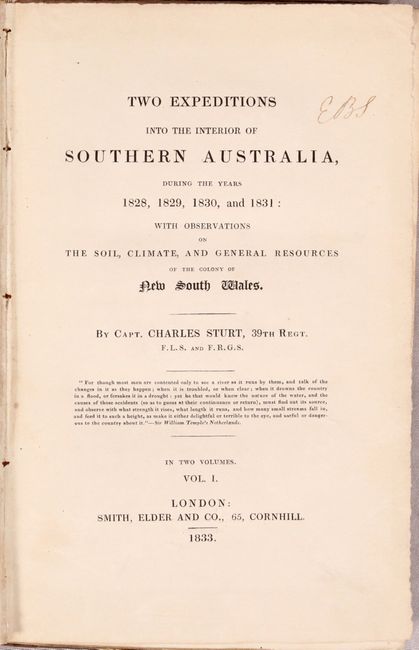 TWO EXPEDITIONS
EBS.
INTO THE INTERIOR OF
SOUTHERN AUSTRALIA,
DURING THE YEARS
1828, 1829, 1830, and 1831:
WITH OBSERVATIONS
ON
THE SOIL, CLIMATE, AND GENERAL RESOURCES
OF THE COLONY OF
New South Wales.
BY CAPT. CHARLES STURT, 39TH REGT.
F.L.S. AND F.R.G.S.
"For though most men are contented only to see a river as it runs by them, and talk of the
changes in it as they happen; when it is troubled, or when clear; when it drowns the country
in a flood, or forsakes it in a drought: yet he that would know the nature of the water, and the
causes of those accidents (so as to guess at their continuance or return), must find out its source,
and observe with what strength it rises, what length it runs, and how many small streams fall in,
and feed it to such a height, as make it either delightful or terrible to the eye, and useful or danger-
ous to the country about it."—Sir William Temple's Netherlands.
IN TWO VOLUMES.
VOL. I.
LONDON:
SMITH, ELDER AND CO., 65, CORNHILL.
1833.